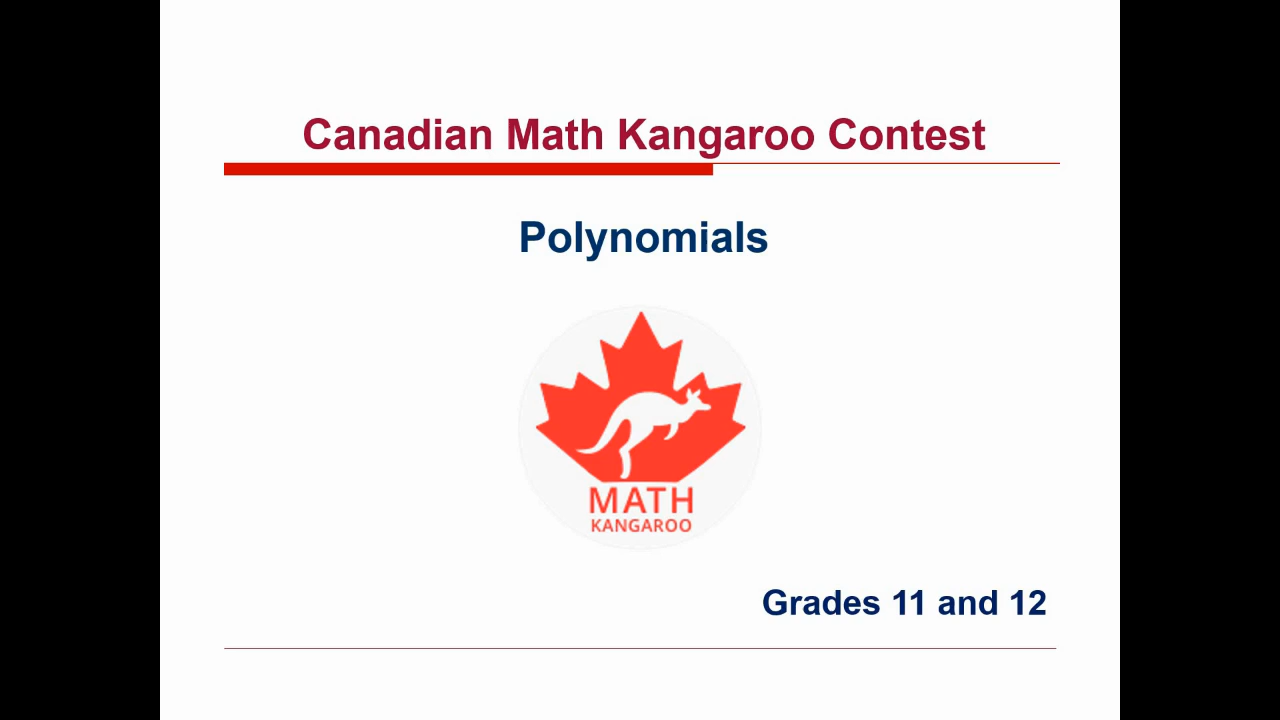 Canadian Math Kangaroo Contest
Polynomials
MATH
KANGAROO
Grades 11 and 12